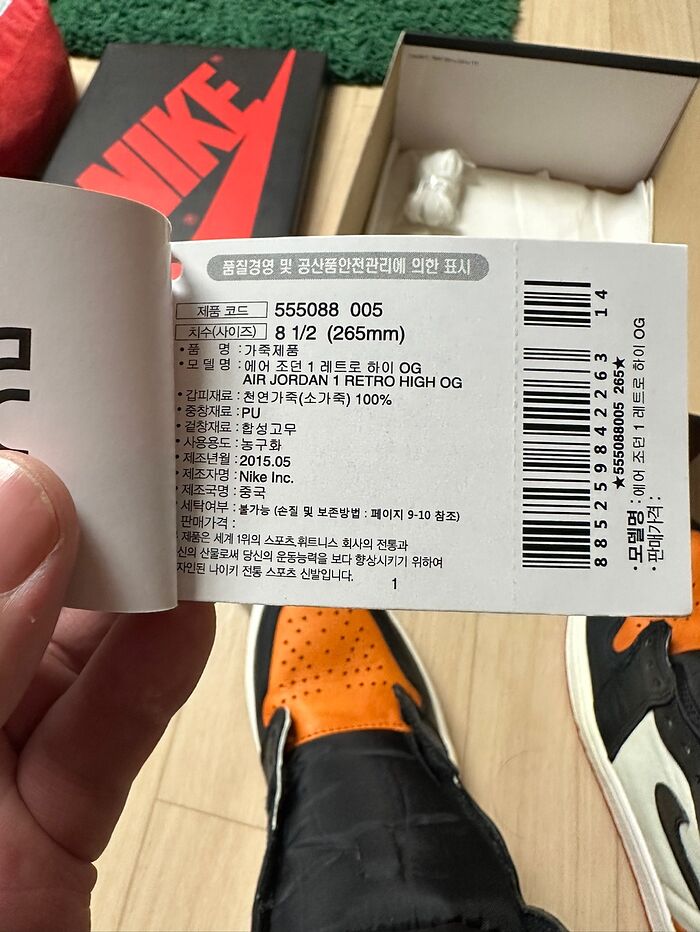 NIKE
품질경영 및 공산품안전관리에 의한 표시
제품 코드 555088 005
치수(사이즈) 8 1/2 (265mm)
• 품 명 : 가죽제품
• 모 델 명 : 에어 조던 1 레트로 하이 OG
AIR JORDAN 1 RETRO HIGH OG
• 갑피재료 : 천연가죽(소가죽) 100%
• 중창재료 : PU
• 겉창재료 : 합성고무
• 사용용도 : 농구화
• 제조년월 : 2015.05
• 제조자명 : Nike Inc.
• 제조국명 : 중국
• 세탁여부 : 불가능 (손질 및 보존방법 : 페이지 9-10 참조)
판매가격 :
제품은 세계 1위의 스포츠 휘트니스 회사의 전통과
신의 산물로써 당신의 운동능력을 보다 향상시키기 위하여
자인된 나이키 전통 스포츠 신발입니다.
1
8 85259 84226 3
1 4
★555088005 265★
• 모델명 : 에어 조던 1 레트로 하이 OG
• 판매가격 :